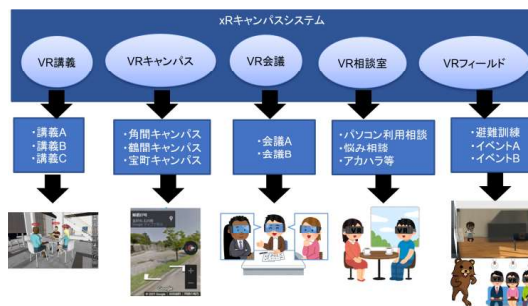 xRキャンパスシステム
VR講義
VRキャンパス
VR会議
VR相談室
VRフィールド
・講義A
・講義B
・講義C
・角間キャンパス
・鶴間キャンパス
・宝町キャンパス
・会議A
・会議B
・パソコン利用相談
・悩み相談
・アカハラ等
・避難訓練
・イベントA
・イベントB